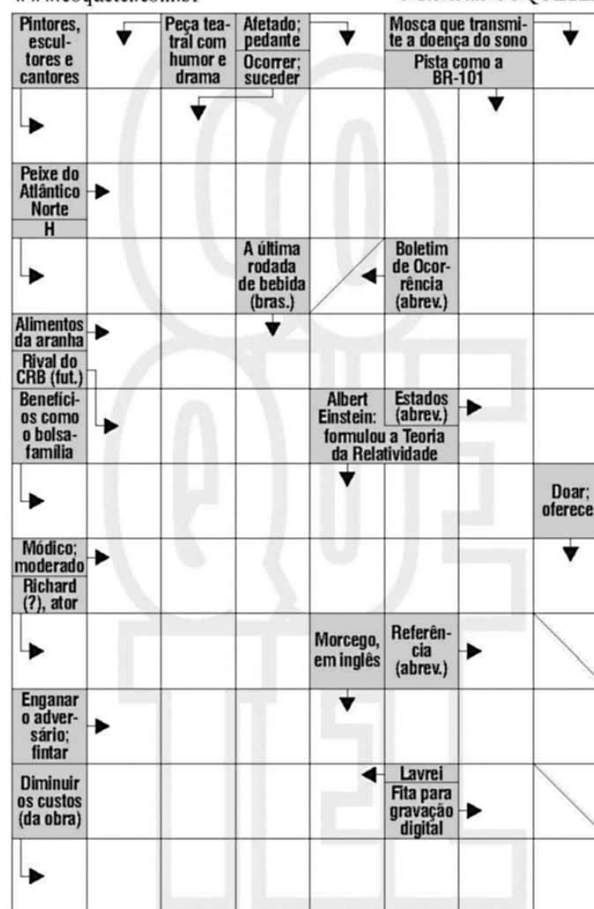 www.coquetel.com.br
Pintores,
escul-
tores e
cantores
Peça tea-
tral com
humor e
drama
Afetado;
pedante
Ocorrer;
suceder
Mosca que transmi-
te a doença do sono
Pista como a
BR-101
Peixe do
Atlântico
Norte
H
A última
rodada
de bebida
(bras.)
Boletim
de Ocor-
rência
(abrev.)
Alimentos
da aranha
Rival do
CRB (fut.)
Benefíci-
os como
o bolsa-
família
Albert
Einstein:
formulou a Teoria
da Relatividade
Estados
(abrev.)
Doar;
oferece
Módico;
moderado
Richard
(?), ator
Morcego,
em inglês
Referên-
cia
(abrev.)
Enganar
o adver-
sário;
fintar
Diminuir
os custos
(da obra)
Lavrei
Fita para
gravação
digital
COQUETEL